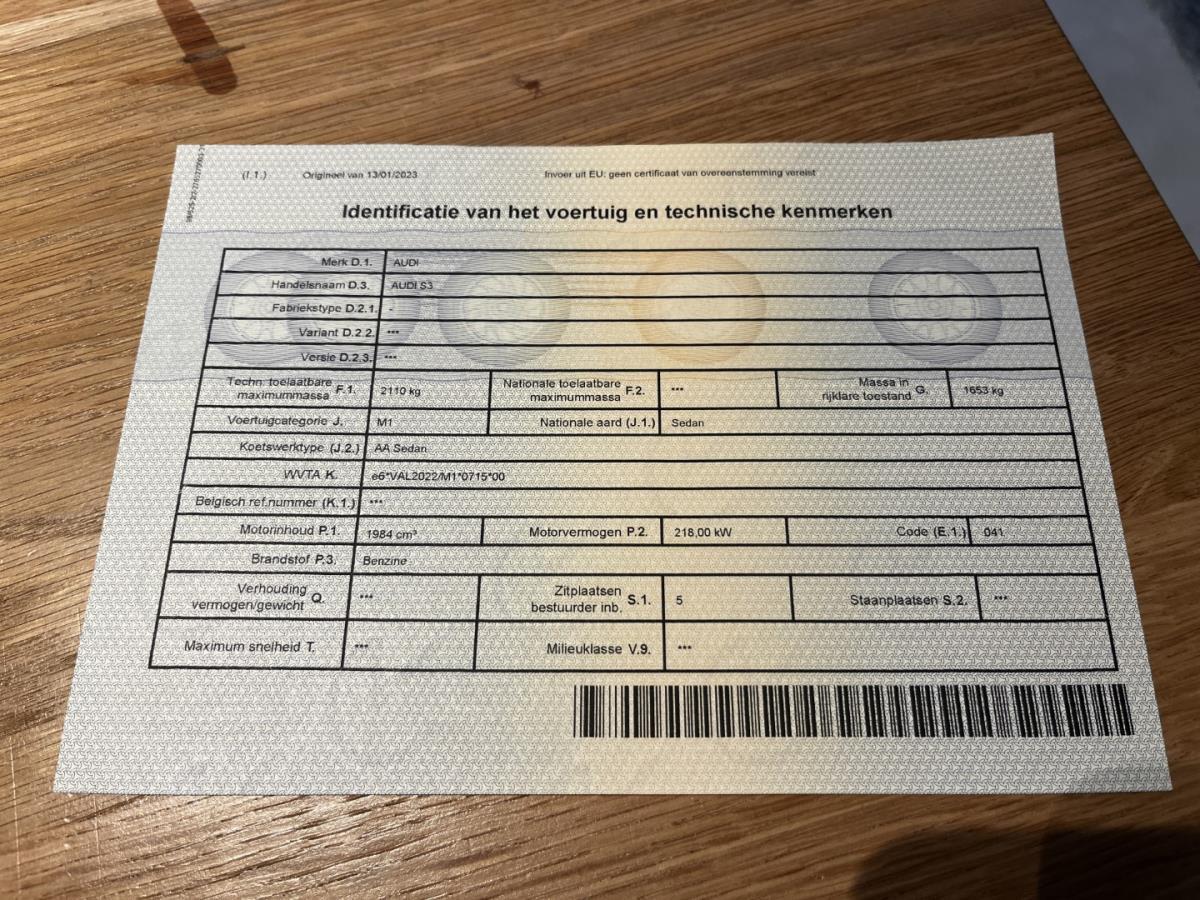 (I.1.) Origineel van 13/01/2023 Invoer uit EU: geen certificaat van overeenstemming vereist
Identificatie van het voertuig en technische kenmerken
Merk D.1. AUDI
Handelsnaam D.3. AUDI S3
Fabriekstype D.2.1. -
Variant D.2.2. ***
Versie D.2.3. ***
Techn. toelaatbare maximummassa F.1. 2110 kg Nationale toelaatbare maximummassa F.2. *** Massa in rijklare toestand G. 1653 kg
Voertuigcategorie J. M1 Nationale aard (J.1.) Sedan
Koetswerktype (J.2.) AA Sedan
WVTA K. e6*VAL2022/M1*0715*00
Belgisch ref.nummer (K.1.) ***
Motorinhoud P.1. 1984 cm³ Motorvermogen P.2. 218,00 kW Code (E.1.) 041
Brandstof P.3. Benzine
Verhouding vermogen/gewicht Q. *** Zitplaatsen bestuurder inb. S.1. 5 Staanplaatsen S.2. ***
Maximum snelheid T. *** Milieuklasse V.9. ***